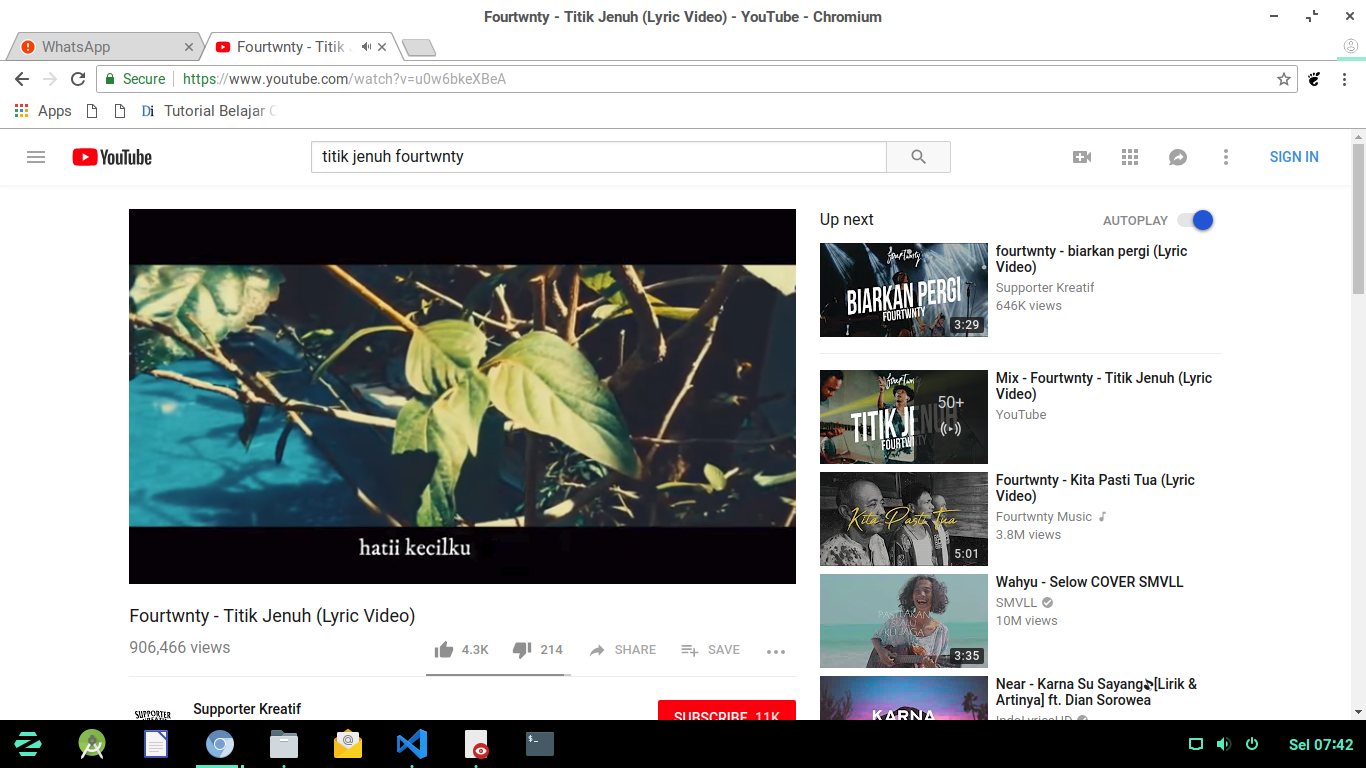 Fourtwnty - Titik Jenuh (Lyric Video) - YouTube - Chromium
WhatsApp
Fourtwnty - Titik
Secure
https://www.youtube.com/watch?v=u0w6bkeXBeA
Apps
Di Tutorial Belajar
YouTube
titik jenuh fourtwnty
SIGN IN
hatii kecilku
Fourtwnty - Titik Jenuh (Lyric Video)
906,466 views
4.3K
214
SHARE
SAVE
Supporter Kreatif
SUBSCRIBE 11K
Up next
AUTOPLAY
fourtwnty
BIARKAN PERGI
FOURTWNTY
3:29
fourtwnty - biarkan pergi (Lyric
Video)
Supporter Kreatif
646K views
TITIK JENUH
50+
Mix - Fourtwnty - Titik Jenuh (Lyric
Video)
YouTube
Kita Pasti Tua
5:01
Fourtwnty - Kita Pasti Tua (Lyric
Video)
Fourtwnty Music
3.8M views
3:35
Wahyu - Selow COVER SMVLL
SMVLL
10M views
KARNA
Near - Karna Su Sayang [Lirik &
Artinya] ft. Dian Sorowea
Sel 07:42